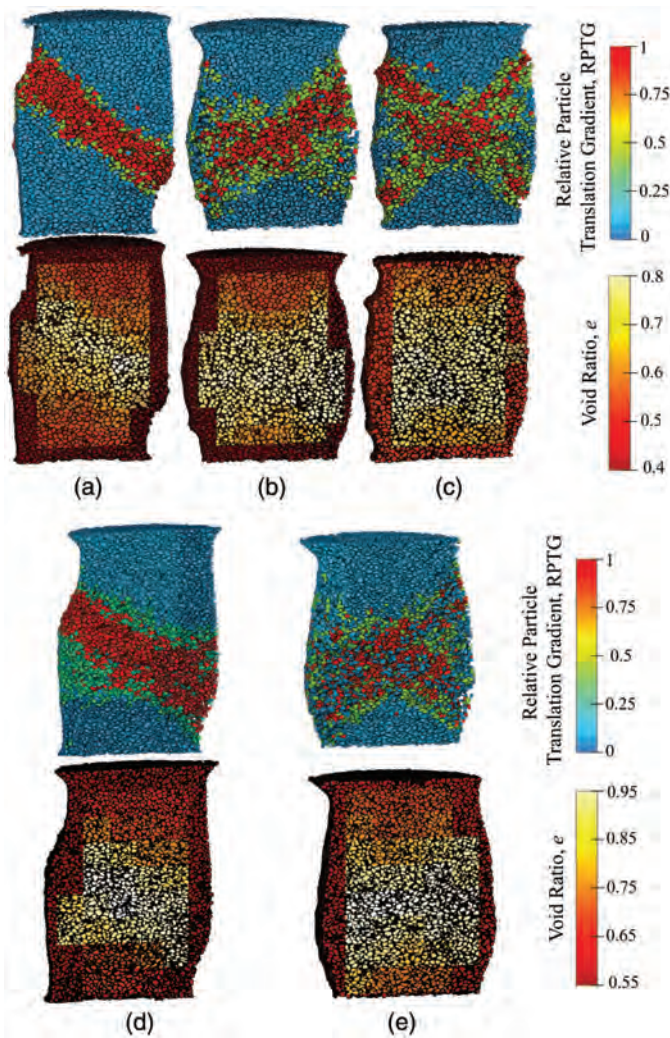 Relative Particle
Translation Gradient, RPTG
1
0.75
0.5
0.25
0
Void Ratio, e
0.8
0.7
0.6
0.5
0.4
(a)
(b)
(c)
Relative Particle
Translation Gradient, RPTG
1
0.75
0.5
0.25
0
Void Ratio, e
0.95
0.85
0.75
0.65
0.55
(d)
(e)